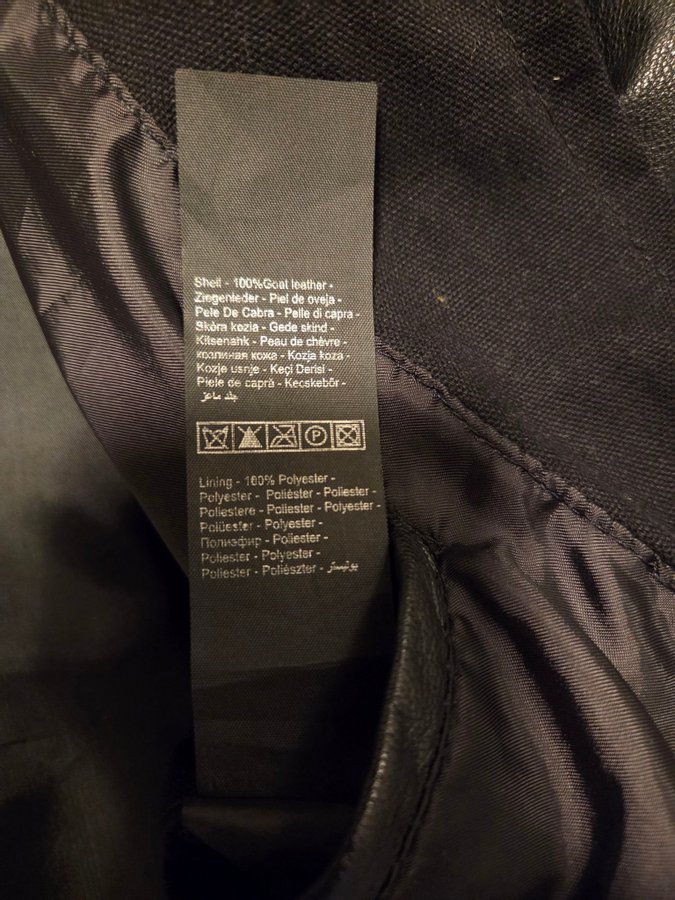 Shell - 100%Goat leather -
Ziegenleder - Piel de oveja -
Pele De Cabra - Pelle di capra -
Skóra kozia - Gede skind -
Kitsenahk - Peau de chèvre -
козлиная кожа - Kozja koza -
Kozje usnje - Keçi Derisi -
Piele de capră - Kecskebőr -
جلد ماعز
P
Lining - 100% Polyester -
Polyester - Poliéster - Poliester -
Poliestere - Poliester - Polyester -
Polüester - Polyester -
Полиэфир - Poliester -
Poliester - Polyester -
Poliester - Poliészter - بوليستر